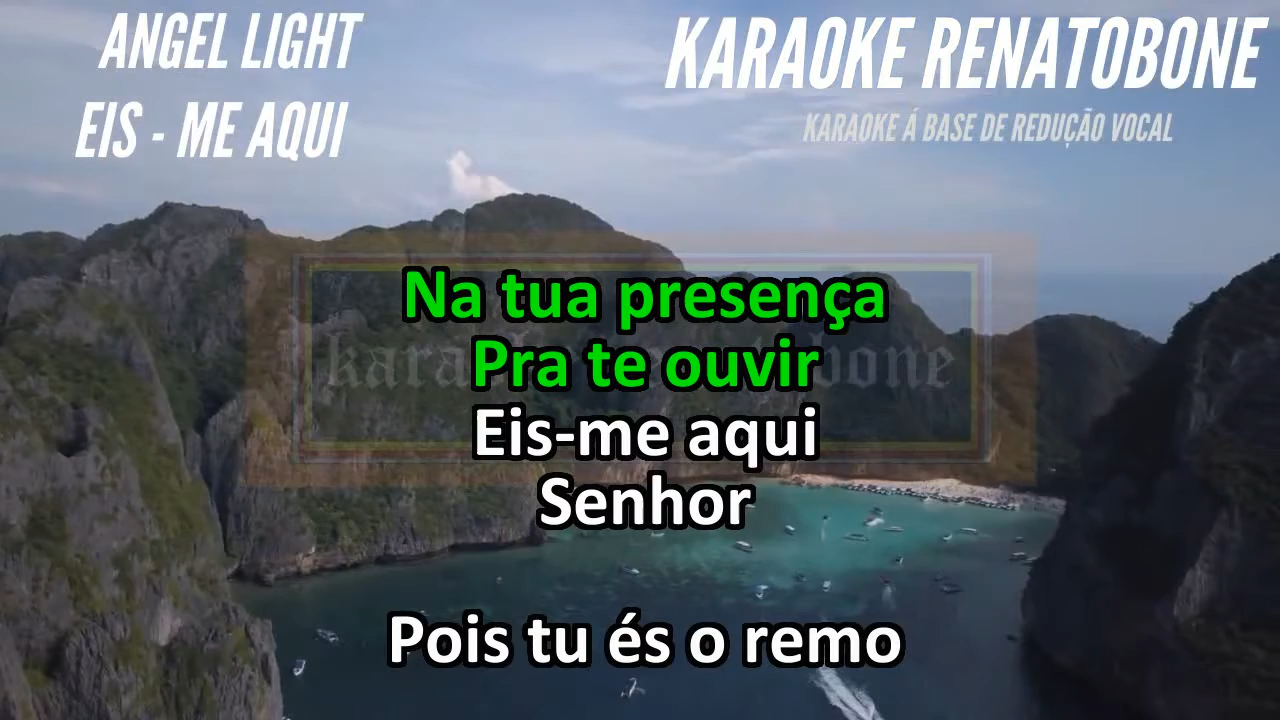 ANGEL LIGHT
EIS - ME AQUI
KARAOKE RENATOBONE
KARAOKE Á BASE DE REDUÇÃO VOCAL
Na tua presença
Pra te ouvir
Eis-me aqui
Senhor
Pois tu és o remo